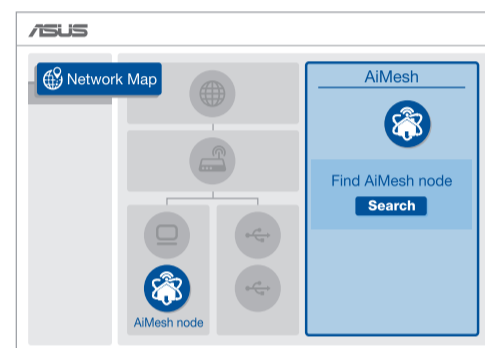 ASUS
Network Map
AiMesh
Find AiMesh node
Search
AiMesh node